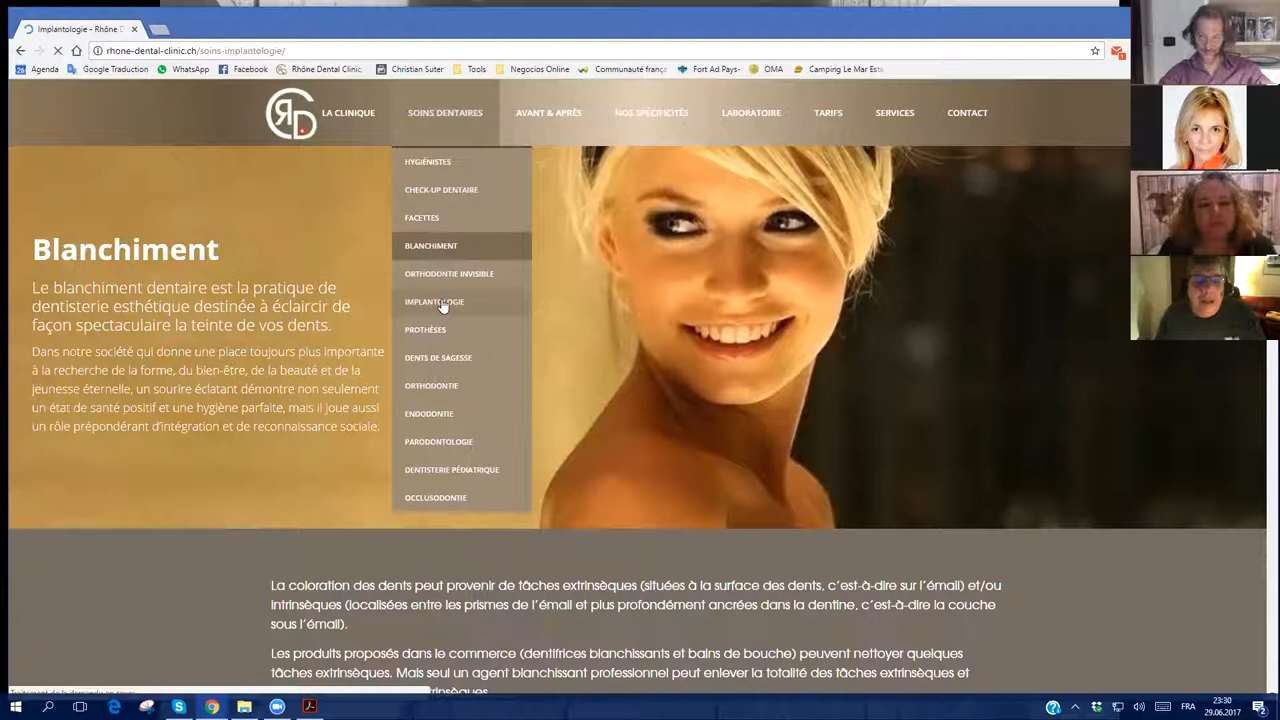 Implantologie - Rhône D
rhone-dental-clinic.ch/soins-implantologie/
Agenda
Google Traduction
WhatsApp
Facebook
Rhône Dental Clinic
Christian Suter
Tools
Negocios Online
Communauté franç
Fort Ad Pays-
OMA
Camping Le Mar Est
LA CLINIQUE
SOINS DENTAIRES
AVANT & APRÈS
NOS SPÉCIFICITÉS
LABORATOIRE
TARIFS
SERVICES
CONTACT
HYGIÉNISTES
CHECK-UP DENTAIRE
FACETTES
BLANCHIMENT
ORTHODONTIE INVISIBLE
IMPLANTOLOGIE
PROTHÈSES
DENTS DE SAGESSE
ORTHODONTIE
ENDODONTIE
PARODONTOLOGIE
DENTISTERIE PÉDIATRIQUE
OCCLUSODONTIE
Blanchiment
Le blanchiment dentaire est la pratique de
dentisterie esthétique destinée à éclaircir de
façon spectaculaire la teinte de vos dents.
Dans notre société qui donne une place toujours plus importante
à la recherche de la forme, du bien-être, de la beauté et de la
jeunesse éternelle, un sourire éclatant démontre non seulement
un état de santé positif et une hygiène parfaite, mais il joue aussi
un rôle prépondérant d'intégration et de reconnaissance sociale.
La coloration des dents peut provenir de tâches extrinsèques (situées à la surface des dents, c'est-à-dire sur l'émail) et/ou
intrinsèques (localisées entre les prismes de l'émail et plus profondément ancrées dans la dentine, c'est-à-dire la couche
sous l'émail).
Les produits proposés dans le commerce (dentifrices blanchissants et bains de bouche) peuvent nettoyer quelques
tâches extrinsèques. Mais seul un agent blanchissant professionnel peut enlever la totalité des tâches extrinsèques et
FRA
23:30
29.06.2017